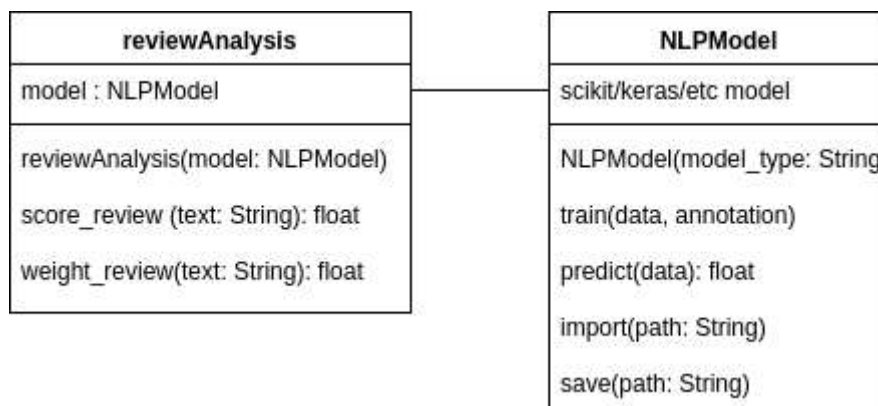 reviewAnalysis
model : NLPModel
reviewAnalysis(model: NLPModel)
score_review (text: String): float
weight_review(text: String): float
NLPModel
scikit/keras/etc model
NLPModel(model_type: String
train(data, annotation)
predict(data): float
import(path: String)
save(path: String)